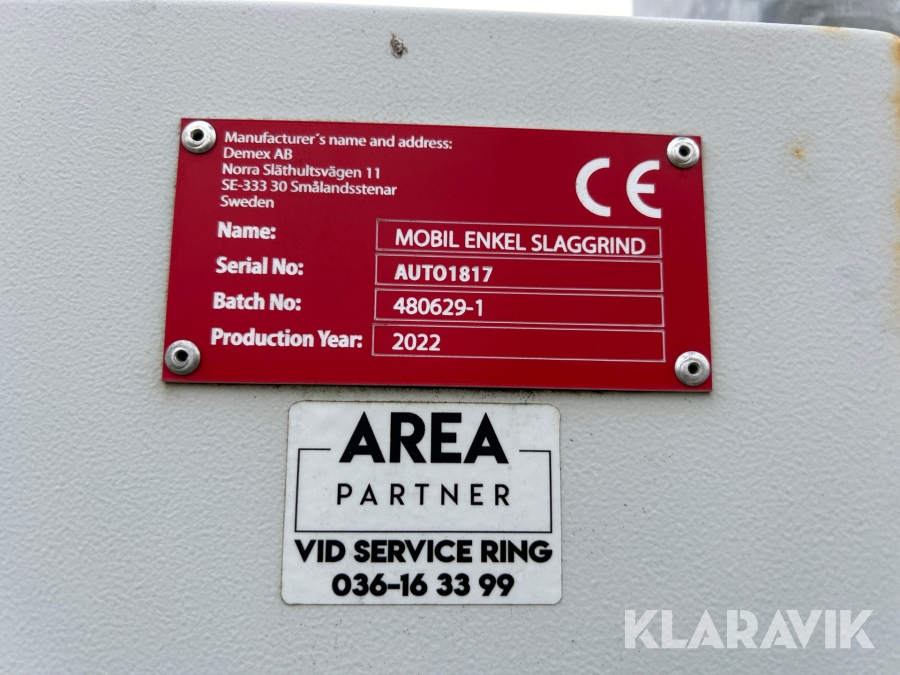 Manufacturer´s name and address:
Demex AB
Norra Släthultsvägen 11
SE-333 30 Smålandsstenar
Sweden
CE
Name: MOBIL ENKEL SLAGGRIND
Serial No: AUTO1817
Batch No: 480629-1
Production Year: 2022
AREA
PARTNER
VID SERVICE RING
036-16 33 99
KLARAVIK